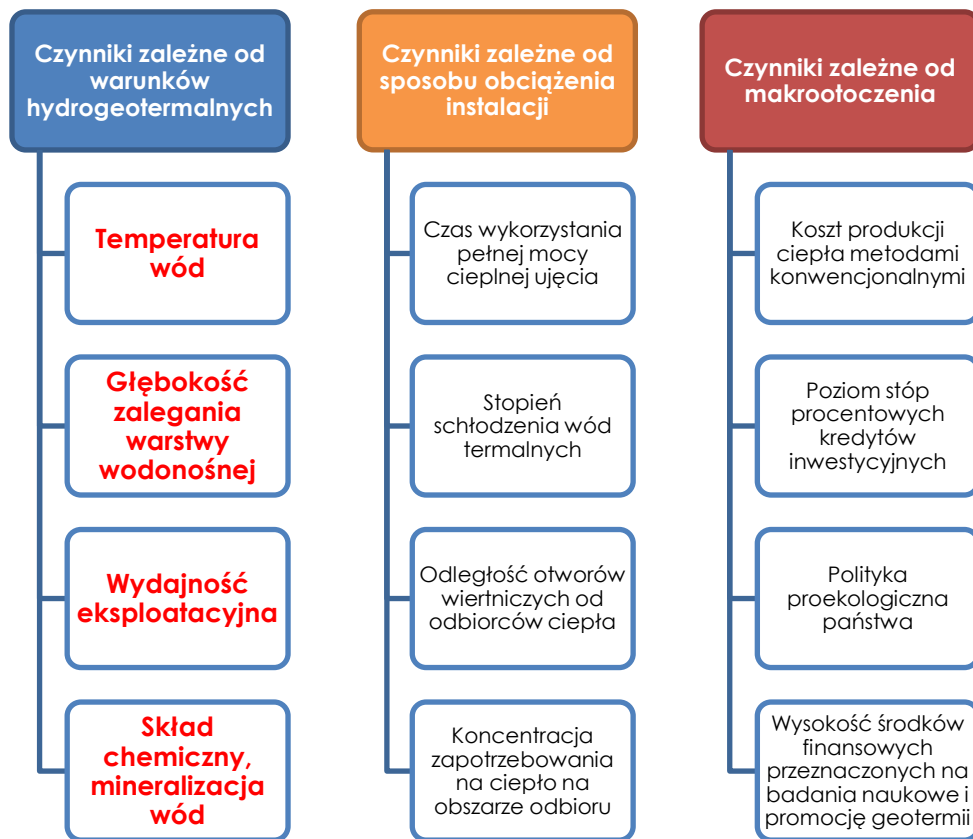 Czynniki zależne od
warunków
hydrogeotermalnych
Temperatura
wód
Głębokość
zalegania
warstwy
wodonośnej
Wydajność
eksploatacyjna
Skład
chemiczny,
mineralizacja
wód
Czynniki zależne od
sposobu obciążenia
instalacji
Czas wykorzystania
pełnej mocy
cieplnej ujęcia
Stopień
schłodzenia wód
termalnych
Odległość otworów
wiertniczych od
odbiorców ciepła
Koncentracja
zapotrzebowania
na ciepło na
obszarze odbioru
Czynniki zależne od
makrootoczenia
Koszt produkcji
ciepła metodami
konwencjonalnymi
Poziom stóp
procentowych
kredytów
inwestycyjnych
Polityka
proekologiczna
państwa
Wysokość środków
finansowych
przeznaczonych na
badania naukowe i
promocję geotermii